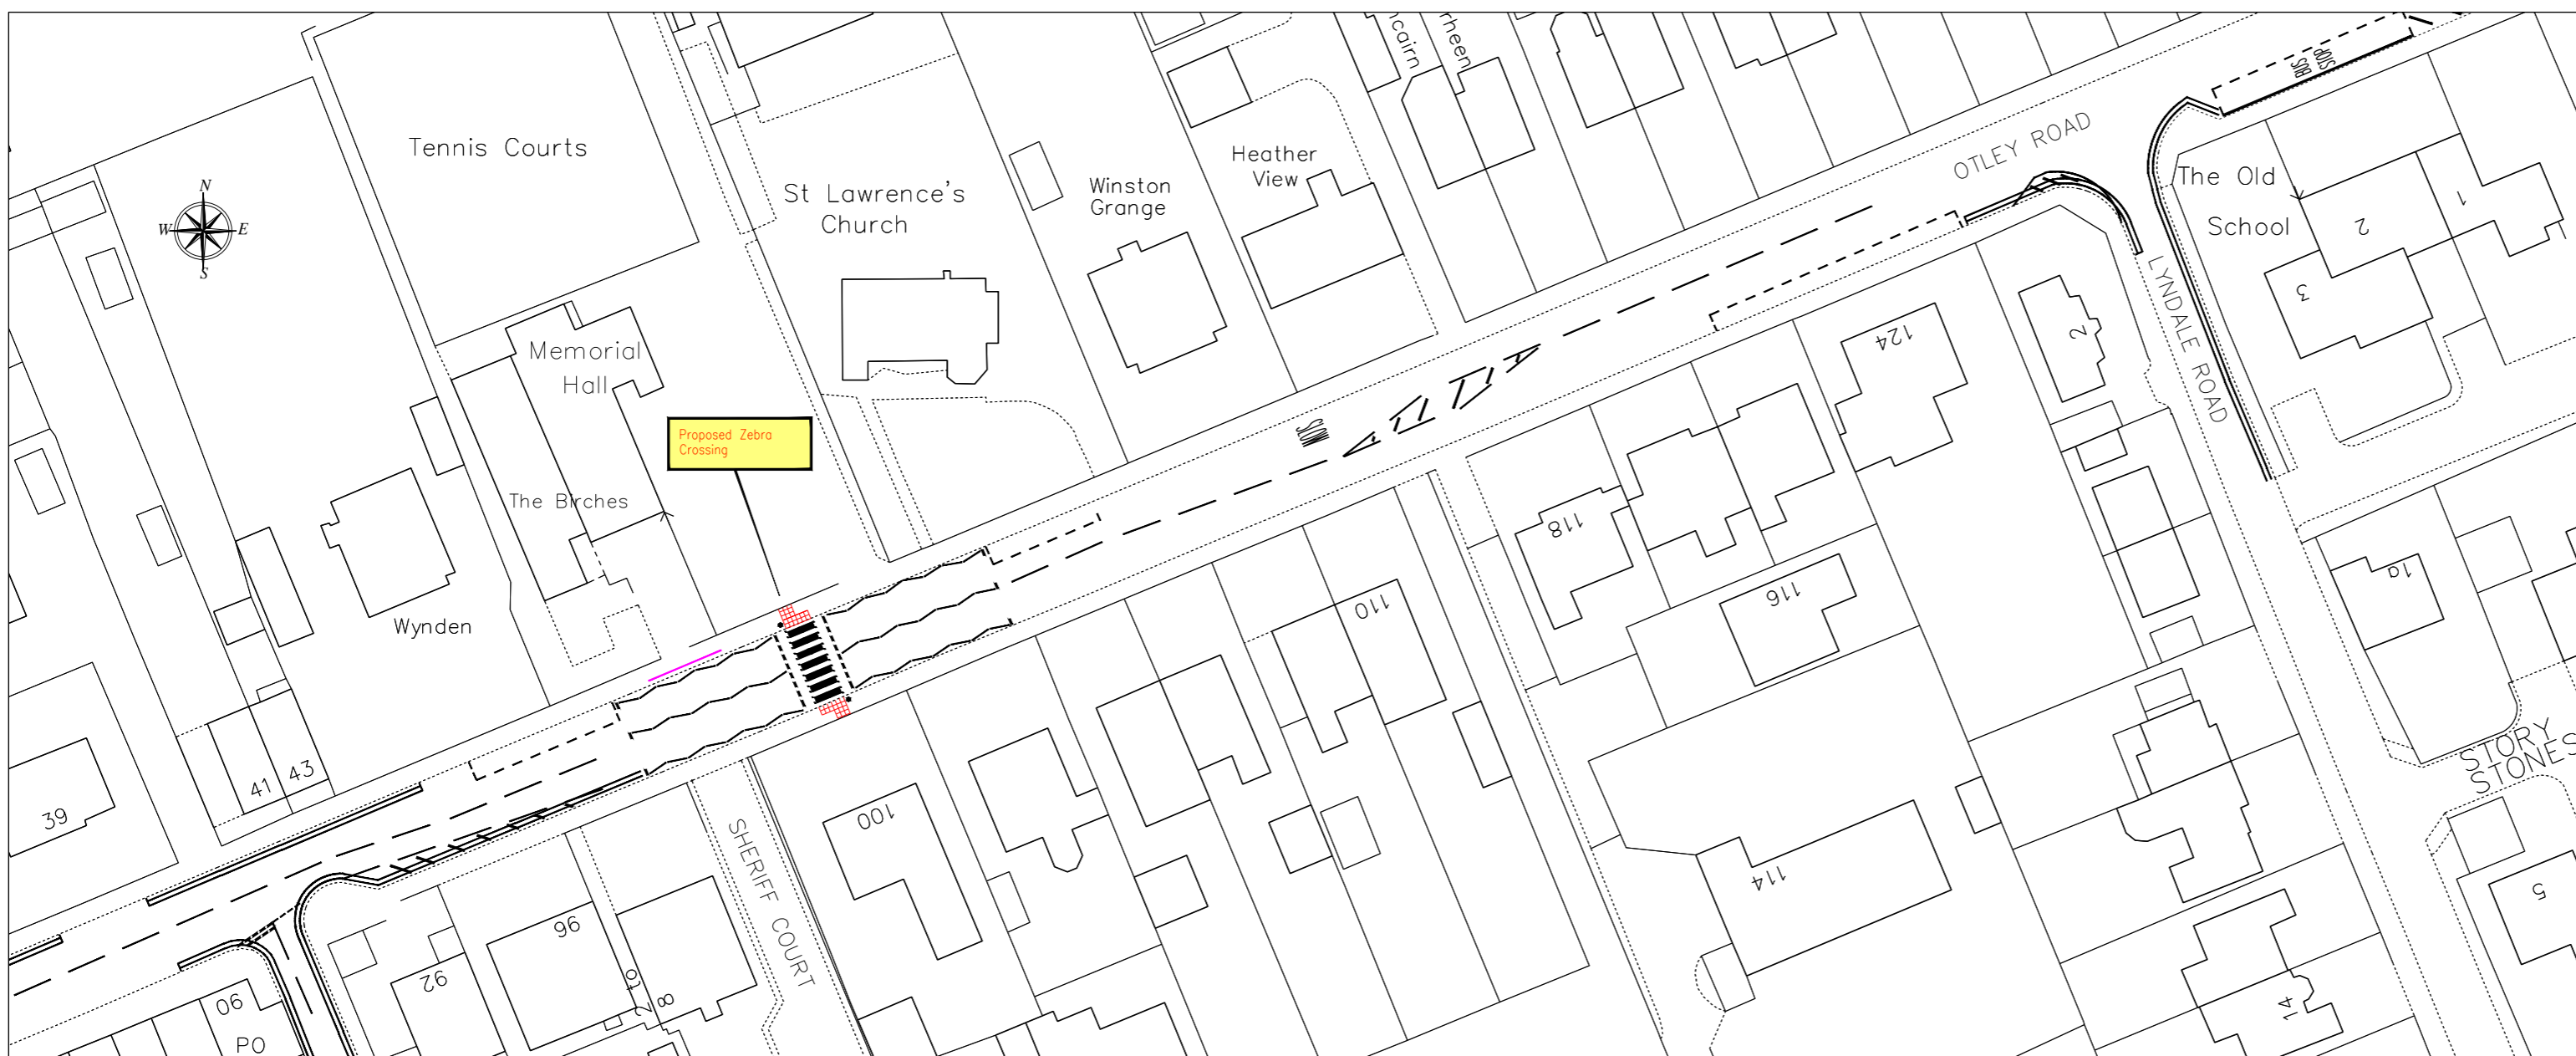 ncairn
rheen
BUS
STOP
OTLEY ROAD
Tennis Courts
N
W
E
S
St Lawrence's
Church
Winston
Grange
Heather
View
The Old
School
1
2
3
LYNDALE ROAD
2
124
Memorial
Hall
Proposed Zebra
Crossing
SLOW
The Birches
118
116
110
1a
Wynden
STORY
STONES
41
43
39
100
SHERIFF COURT
114
5
96
92
2 to 8
90
PO
14